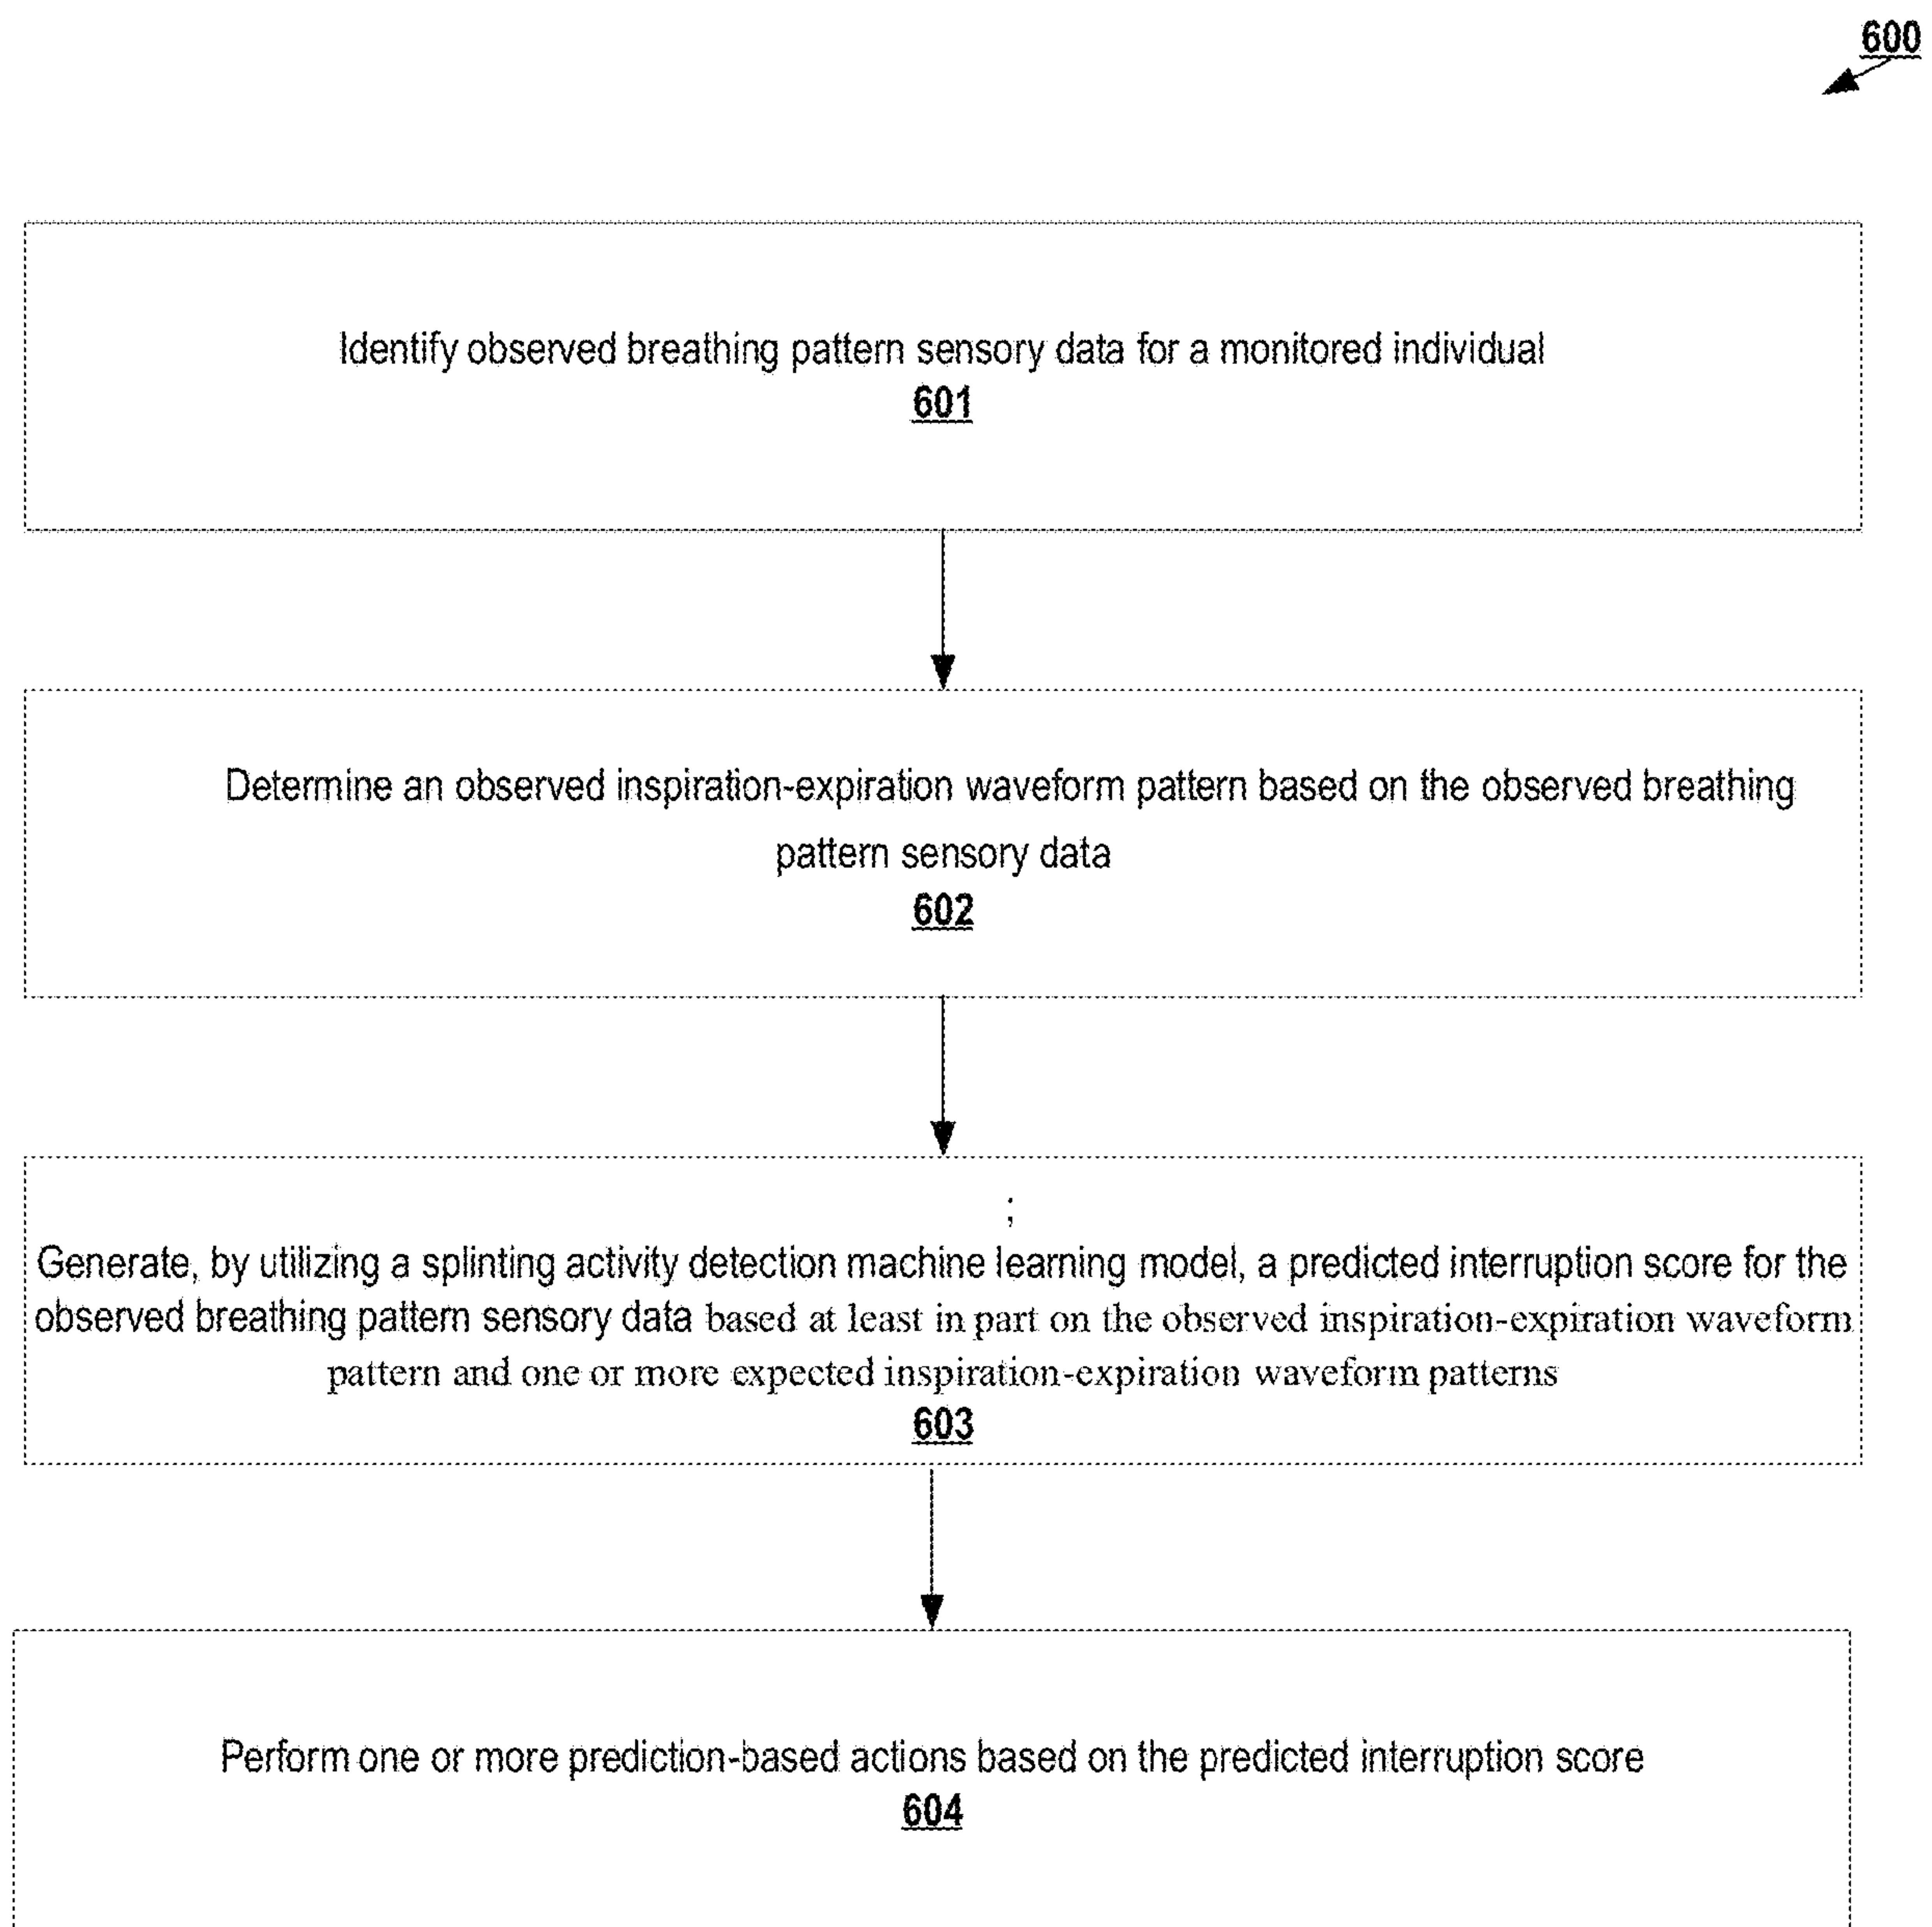 600
Identify observed breathing pattern sensory data for a monitored individual
601
Determine an observed inspiration-expiration waveform pattern based on the observed breathing
pattern sensory data
602
;
Generate, by utilizing a splinting activity detection machine learning model, a predicted interruption score for the
observed breathing pattern sensory data based at least in part on the observed inspiration-expiration waveform
pattern and one or more expected inspiration-expiration waveform patterns
603
Perform one or more prediction-based actions based on the predicted interruption score
604